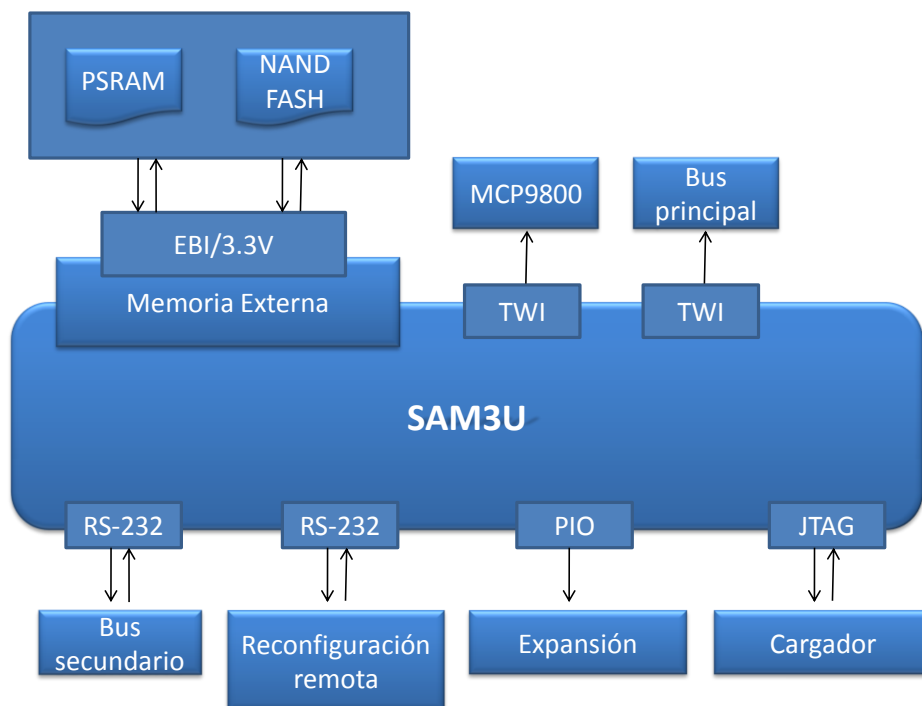 PSRAM
NAND
FASH
EBI/3.3V
Memoria Externa
MCP9800
Bus
principal
TWI
TWI
SAM3U
RS-232
RS-232
PIO
JTAG
Bus
secundario
Reconfiguración
remota
Expansión
Cargador